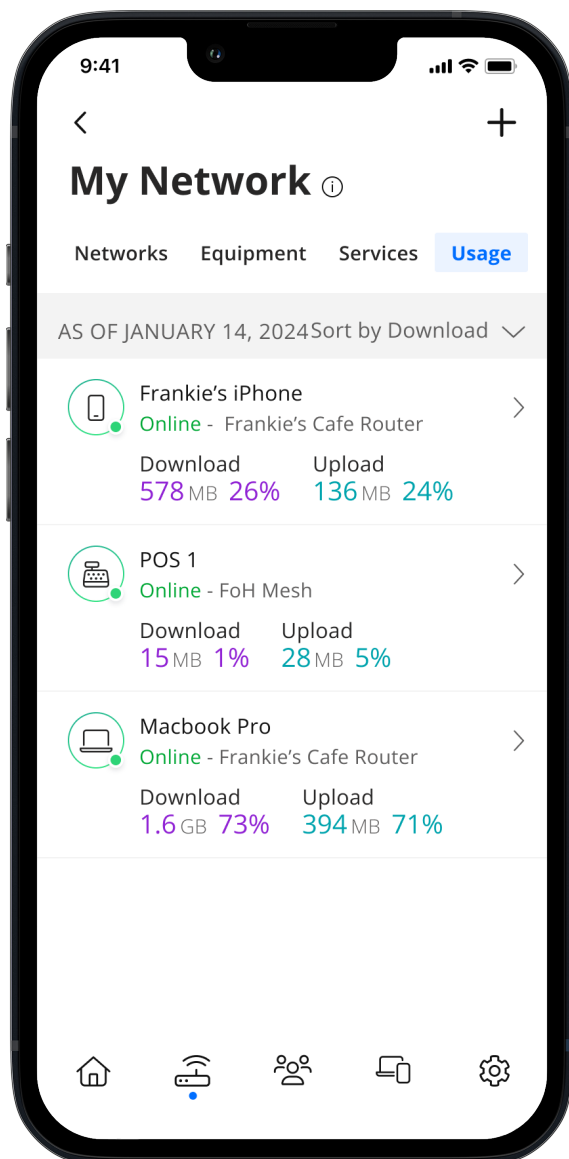 9:41
My Network
Networks Equipment Services Usage
AS OF JANUARY 14, 2024 Sort by Download
Frankie’s iPhone
Online - Frankie’s Cafe Router
Download Upload
578 MB 26% 136 MB 24%
POS 1
Online - FoH Mesh
Download Upload
15 MB 1% 28 MB 5%
Macbook Pro
Online - Frankie’s Cafe Router
Download Upload
1.6 GB 73% 394 MB 71%